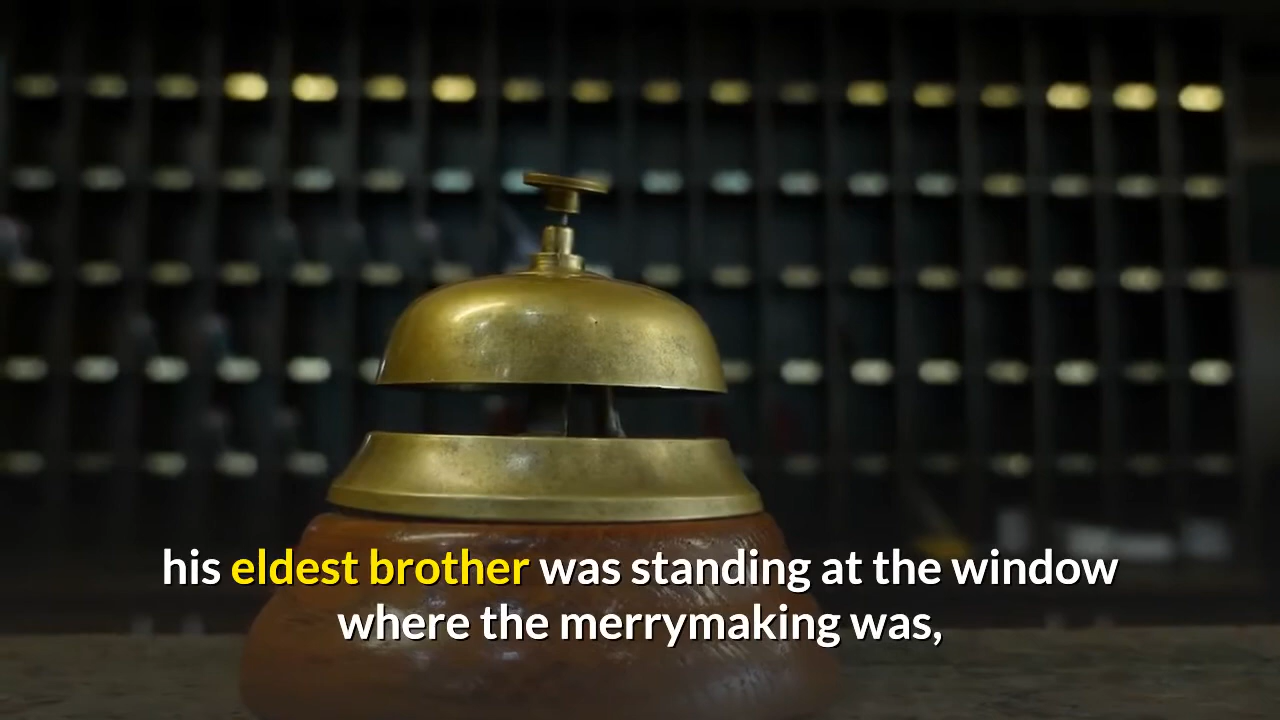 his eldest brother was standing at the window
where the merrymaking was,